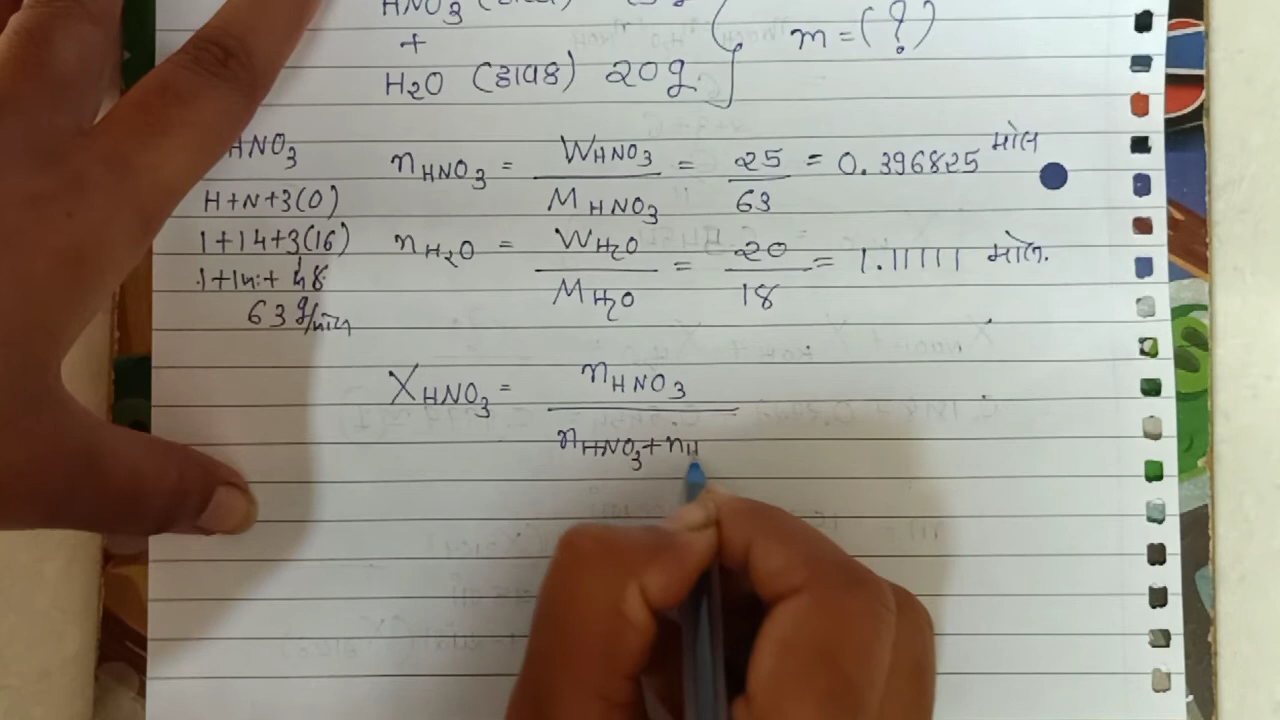 HNO3
+
m = (?)
H2O 20g
HNO3
nHNO3 = WHNO3 / MHNO3 = 25 / 63 = 0.396825 मोल
H+N+3(O)
1+14+3(16)
nH2O = WH2O / MH2O = 20 / 18 = 1.11111 मोल.
1+14+48
63 g/मोल
XHNO3 = nHNO3 / nHNO3 + nH